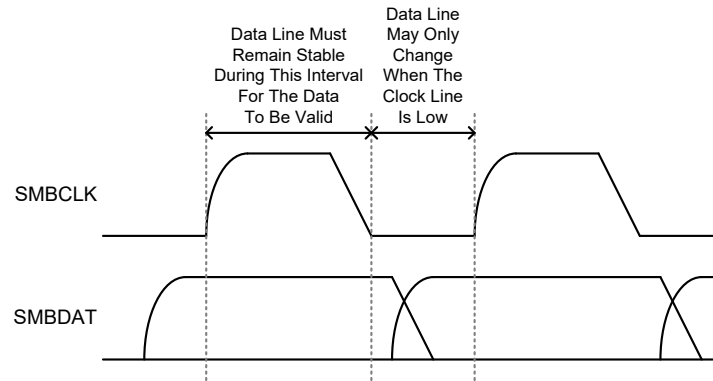 Data Line Must
Remain Stable
During This Interval
For The Data
To Be Valid
Data Line
May Only
Change
When The
Clock Line
Is Low
SMBCLK
SMBDAT